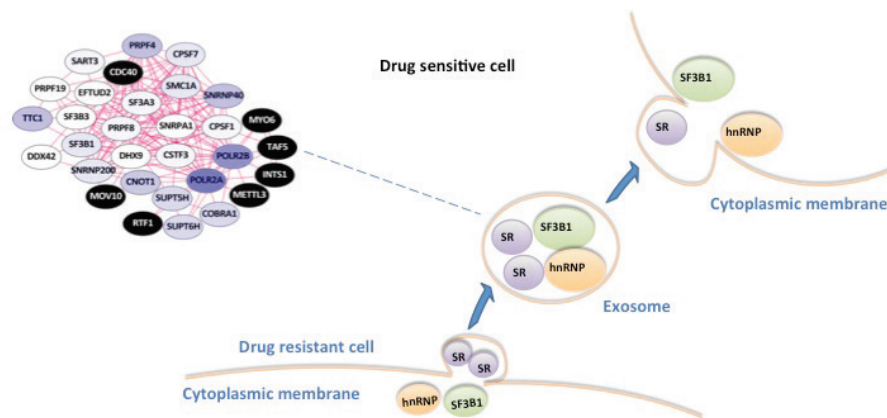 PRPF4
CPSF7
SART3
CDC40
SMC1A
SNRNP40
PRPF19
EFTUD2
SF3A3
MYO6
TTC1
SF3B3
PRPF8
SNRPA1
CPSF1
TAF5
SF3B1
POLR2B
DDX42
DHX9
CSTF3
INTS1
SNRNP200
CNOT1
POLR2A
METTL3
MOV10
SUPT5H
COBRA1
RTF1
SUPT6H
Drug sensitive cell
SF3B1
SR
hnRNP
Cytoplasmic membrane
SR
SF3B1
SR
hnRNP
Exosome
Drug resistant cell
SR
SR
Cytoplasmic membrane
hnRNP
SF3B1